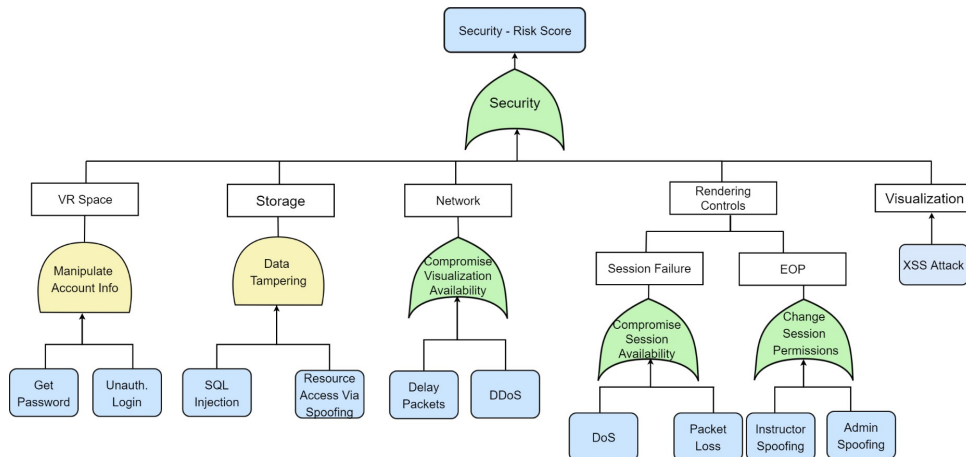 Security - Risk Score
Security
VR Space
Storage
Network
Rendering
Controls
Visualization
Manipulate
Account Info
Data
Tampering
Compromise
Visualization
Availability
Session Failure
EOP
XSS Attack
Compromise
Session
Availability
Change
Session
Permissions
Get
Password
Unauth.
Login
SQL
Injection
Resource
Access Via
Spoofing
Delay
Packets
DDoS
DoS
Packet
Loss
Instructor
Spoofing
Admin
Spoofing